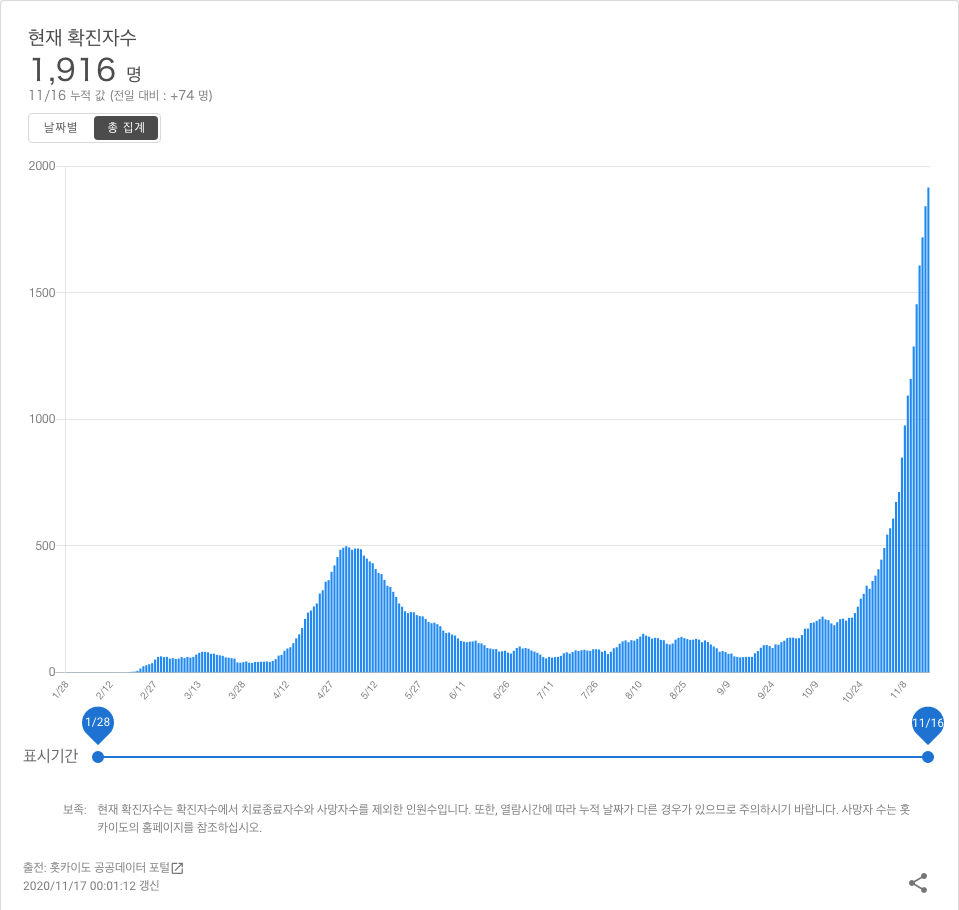 현재 확진자수
1,916 명
11/16 누적 값 (전일 대비 : +74 명)
날짜별 총 집계
2000
1500
1000
500
0
1/28 2/12 2/27 3/13 3/28 4/12 4/27 5/12 5/27 6/11 6/26 7/11 7/26 8/10 8/25 9/9 9/24 10/9 10/24 11/8
1/28 11/16
표시기간
보족: 현재 확진자수는 확진자수에서 치료종료자수와 사망자수를 제외한 인원수입니다. 또한, 열람시간에 따라 누적 날짜가 다른 경우가 있으므로 주의하시기 바랍니다. 사망자 수는 홋
카이도의 홈페이지를 참조하십시오.
출전: 홋카이도 공공데이터 포털
2020/11/17 00:01:12 갱신